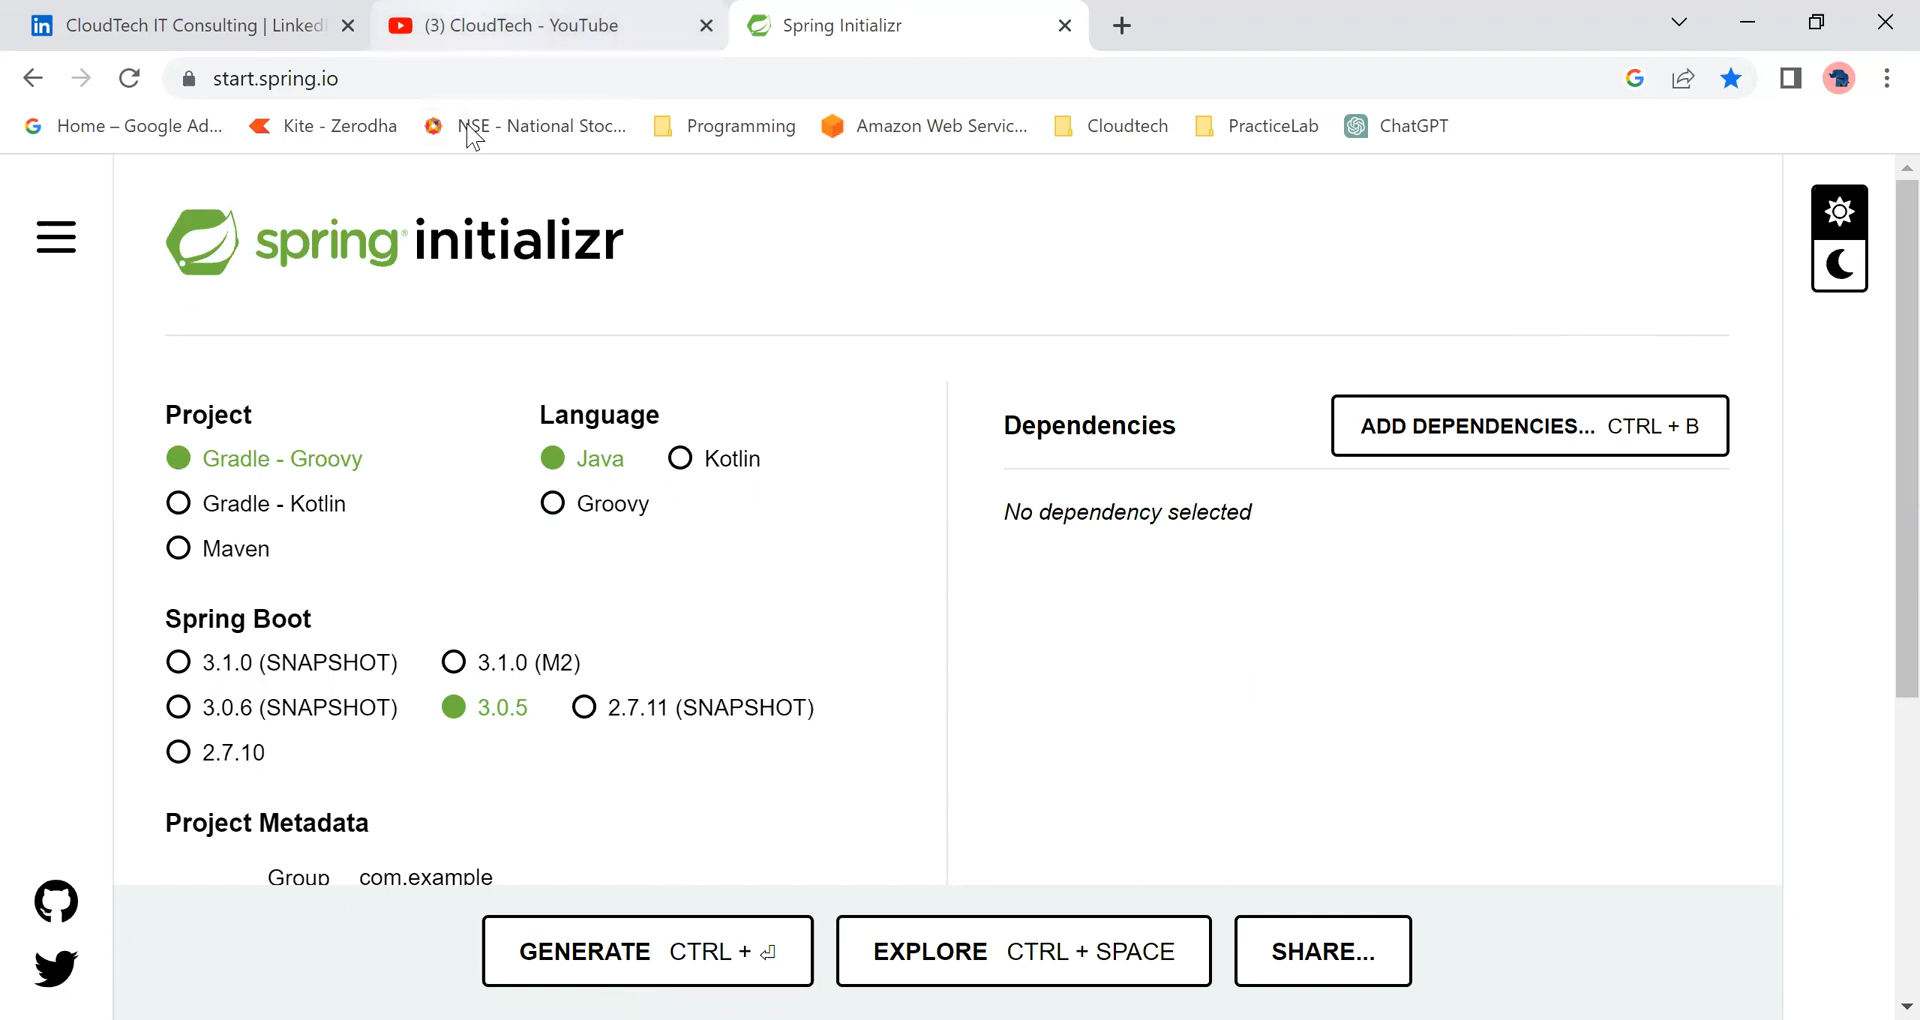 CloudTech IT Consulting | LinkedI
(3) CloudTech - YouTube
Spring Initializr
start.spring.io
Home – Google Ad...
Kite - Zerodha
NSE - National Stoc...
Programming
Amazon Web Servic...
Cloudtech
PracticeLab
ChatGPT
spring initializr
Project
Gradle - Groovy
Gradle - Kotlin
Maven
Language
Java
Kotlin
Groovy
Spring Boot
3.1.0 (SNAPSHOT)
3.1.0 (M2)
3.0.6 (SNAPSHOT)
3.0.5
2.7.11 (SNAPSHOT)
2.7.10
Project Metadata
Group com.example
Dependencies
ADD DEPENDENCIES... CTRL + B
No dependency selected
GENERATE CTRL + ⏎
EXPLORE CTRL + SPACE
SHARE...